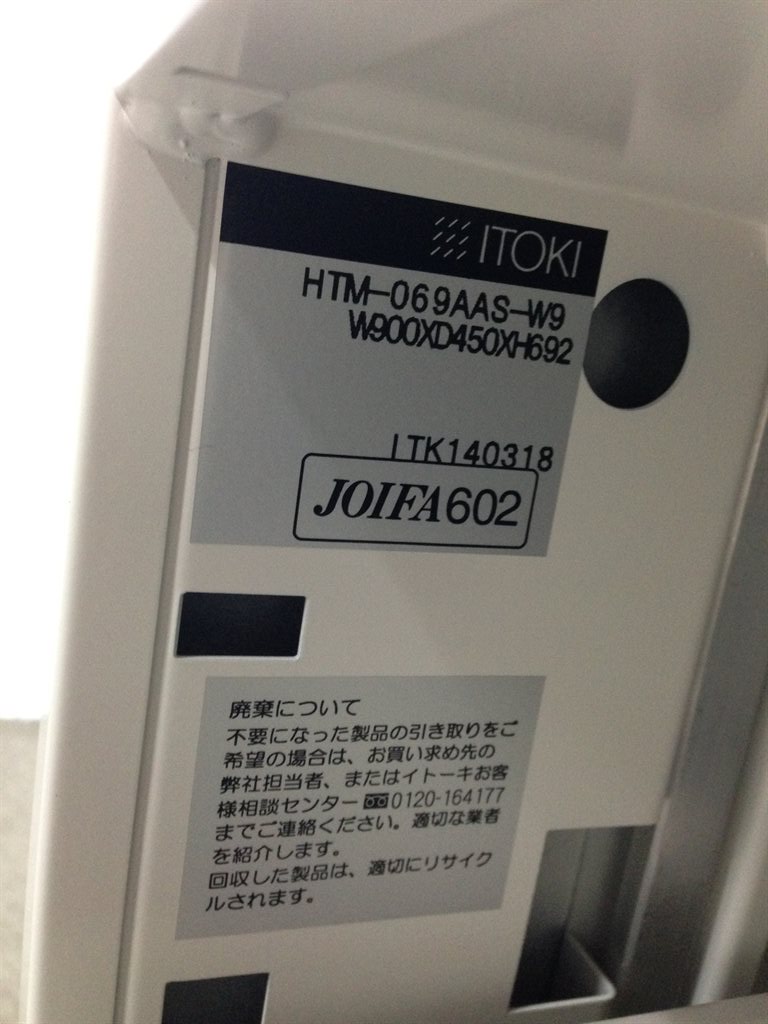 ITOKI
HTM-069AAS-W9
W900XD450XH692
ITK140318
JOIFA602
廃棄について
不要になった製品の引き取りをご
希望の場合は、お買い求め先の
弊社担当者、またはイトーキお客
様相談センター 0120-164177
までご連絡ください。適切な業者
を紹介します。
回収した製品は、適切にリサイク
ルされます。